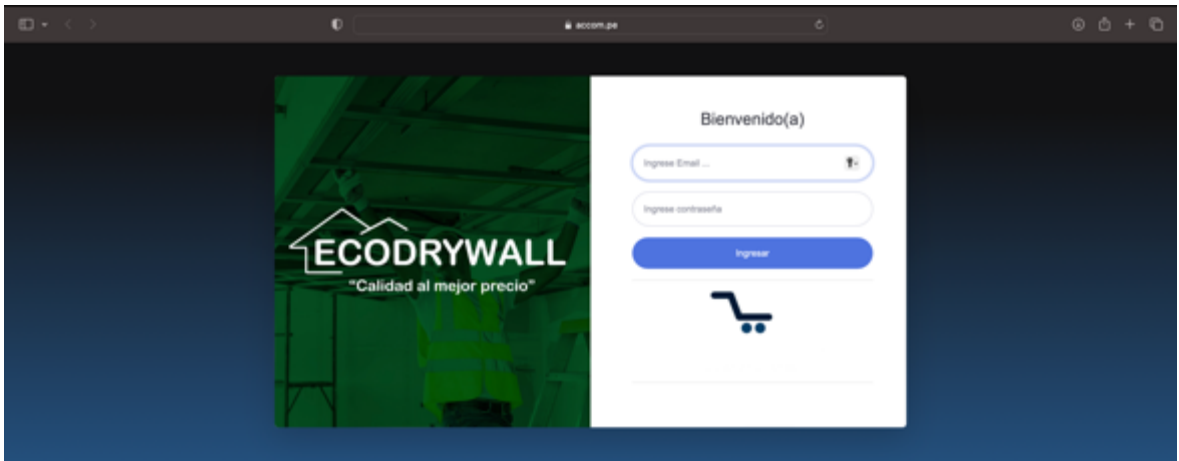 accom.pe
Bienvenido(a)
Ingrese Email ...
Ingrese contraseña
Ingresar
ECODRYWALL
"Calidad al mejor precio"